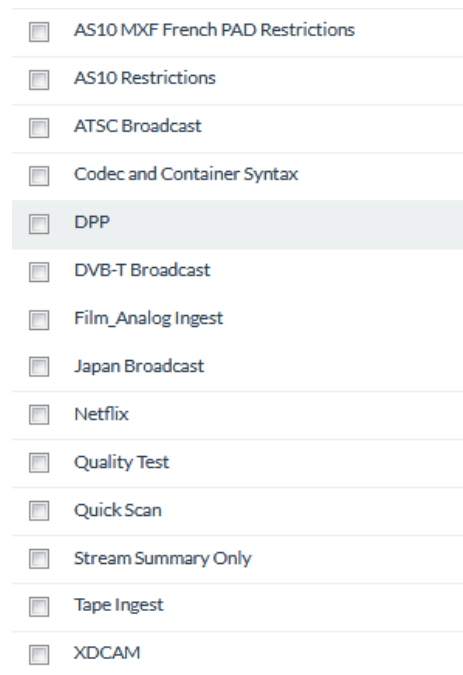 AS10 MXF French PAD Restrictions
AS10 Restrictions
ATSC Broadcast
Codec and Container Syntax
DPP
DVB-T Broadcast
Film_Analog Ingest
Japan Broadcast
Netflix
Quality Test
Quick Scan
Stream Summary Only
Tape Ingest
XDCAM